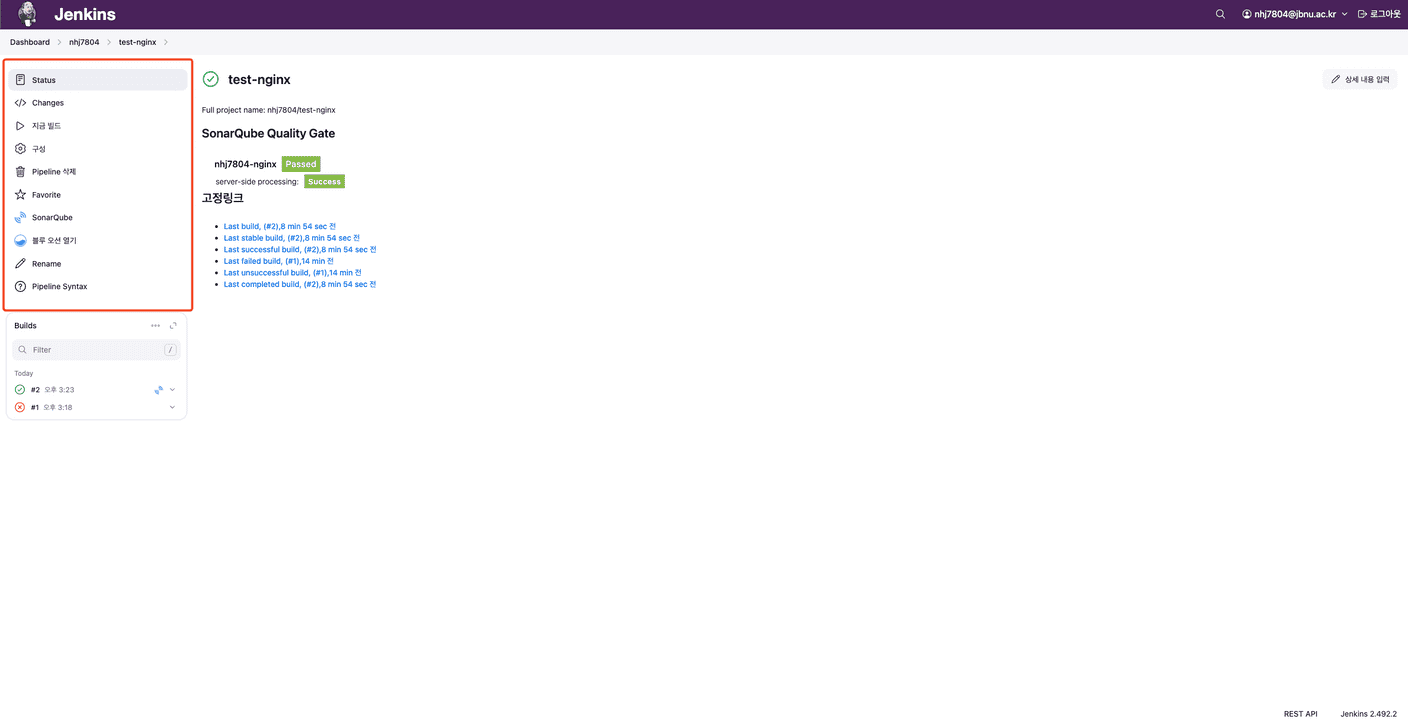 Jenkins
nhj7804@jbnu.ac.kr
로그아웃
Dashboard
nhj7804
test-nginx
Status
Changes
지금 빌드
구성
Pipeline 삭제
Favorite
SonarQube
블루 오션 열기
Rename
Pipeline Syntax
Builds
Filter
/
Today
#2 오후 3:23
#1 오후 3:18
test-nginx
상세 내용 입력
Full project name: nhj7804/test-nginx
SonarQube Quality Gate
nhj7804-nginx Passed
server-side processing: Success
고정링크
Last build, (#2),8 min 54 sec 전
Last stable build, (#2),8 min 54 sec 전
Last successful build, (#2),8 min 54 sec 전
Last failed build, (#1),14 min 전
Last unsuccessful build, (#1),14 min 전
Last completed build, (#2),8 min 54 sec 전
REST API
Jenkins 2.492.2